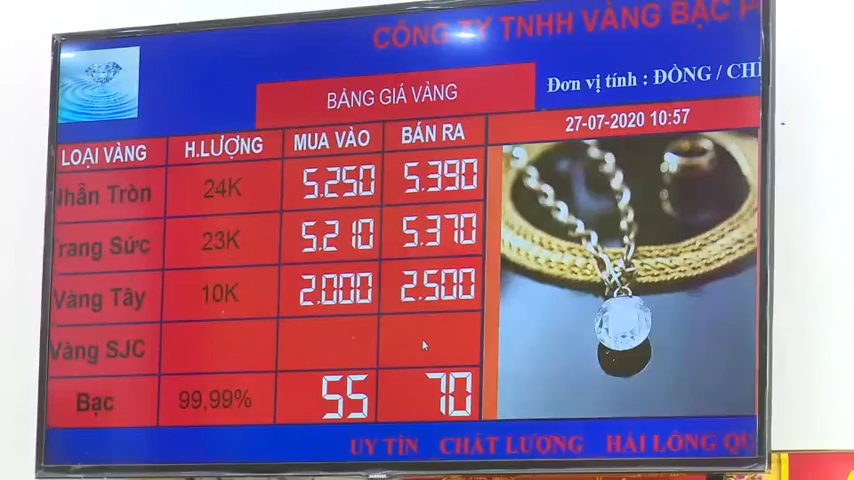 CÔNG TY TNHH VÀNG BẠC
Đơn vị tính : ĐỒNG / CHỈ
BẢNG GIÁ VÀNG
27-07-2020 10:57
LOẠI VÀNG H.LƯỢNG MUA VÀO BÁN RA
Nhẫn Tròn 24K 5.250 5.390
Trang Sức 23K 5.210 5.370
Vàng Tây 10K 2.000 2.500
Vàng SJC
Bạc 99,99% 55 70
UY TÍN CHẤT LƯỢNG HÀI LÒNG